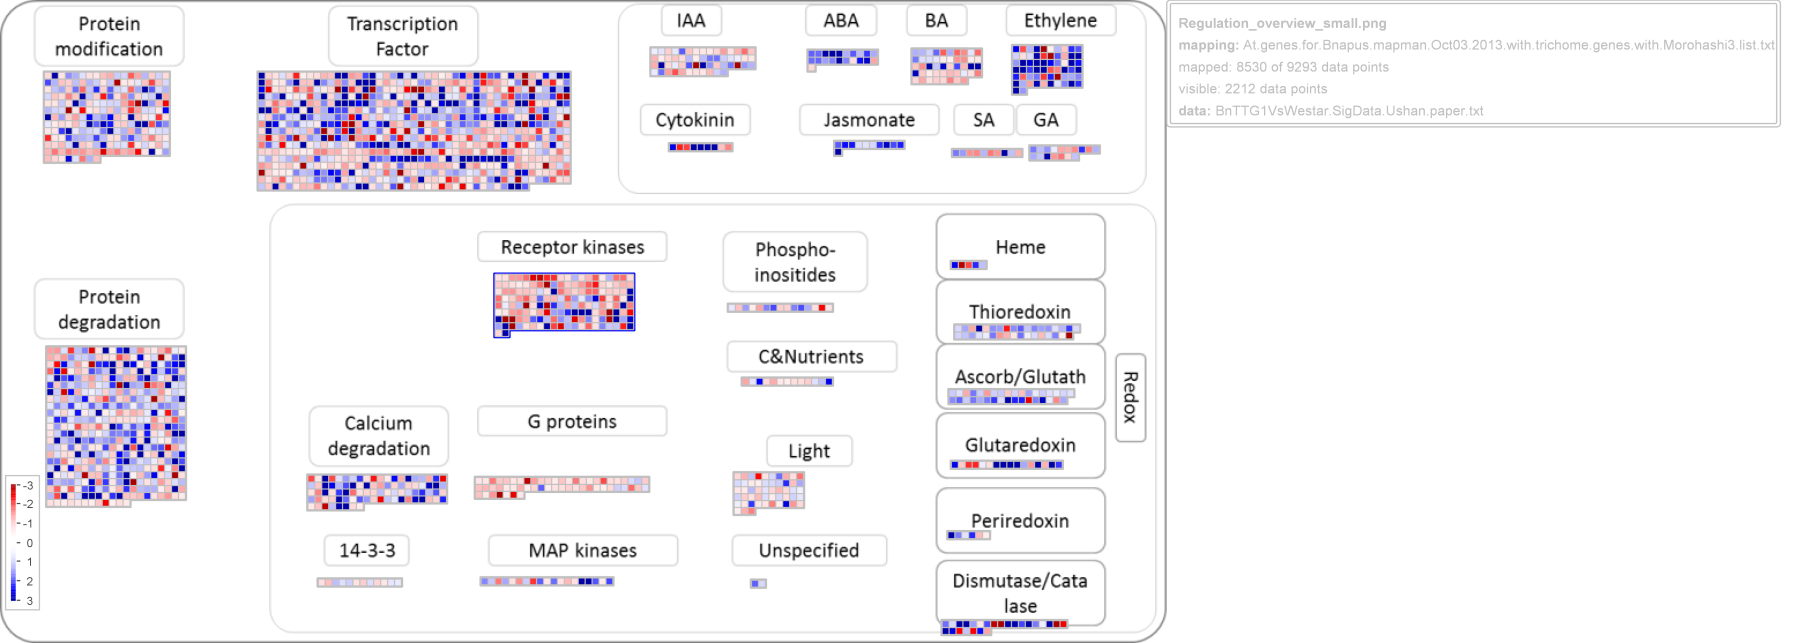 Protein
modification
Transcription
Factor
IAA
ABA
BA
Ethylene
Cytokinin
Jasmonate
SA
GA
Regulation_overview_small.png
mapping: At.genes.for.Bnapus.mapman.Oct03.2013.with.trichome.genes.with.Morohashi3.list.txt
mapped: 8530 of 9293 data points
visible: 2212 data points
data: BnTTG1VsWestar.SigData.Ushan.paper.txt
Protein
degradation
Receptor kinases
Phospho-
inositides
C&Nutrients
Calcium
degradation
G proteins
Light
14-3-3
MAP kinases
Unspecified
Heme
Thioredoxin
Ascorb/Glutath
Glutaredoxin
Periredoxin
Dismutase/Cata
lase
Redox
-3
-2
-1
0
1
2
3